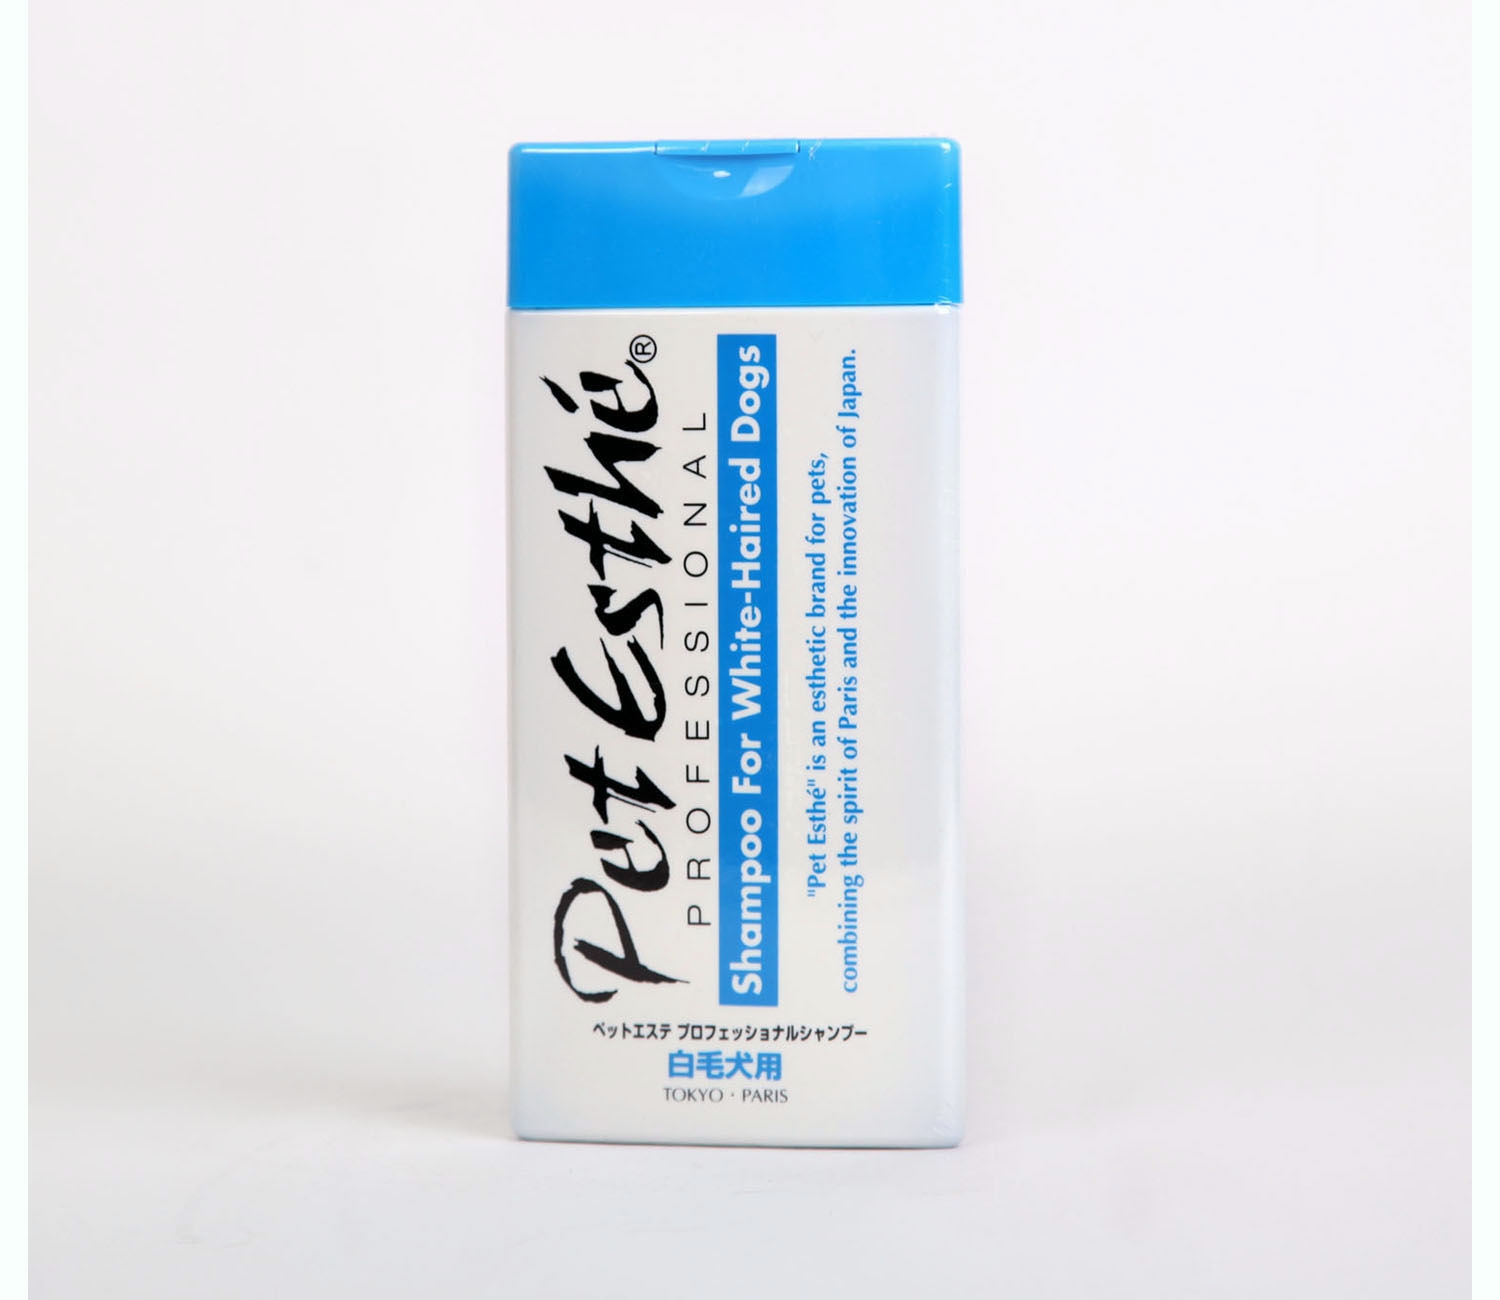 Pet Esthé®
PROFESSIONAL
Shampoo For White-Haired Dogs
"Pet Esthé" is an esthetic brand for pets,
combining the spirit of Paris and the innovation of Japan.
ペットエステ プロフェッショナルシャンプー
白毛犬用
TOKYO・PARIS